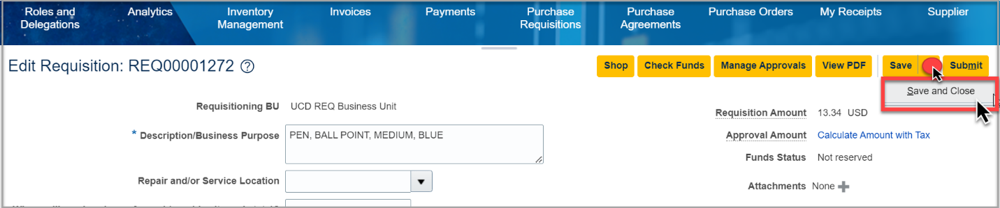 Roles and
Delegations
Analytics
Inventory
Management
Invoices
Payments
Purchase
Requisitions
Purchase
Agreements
Purchase Orders
My Receipts
Supplier
Edit Requisition: REQ00001272 ?
Shop
Check Funds
Manage Approvals
View PDF
Save
Submit
Save and Close
Requisitioning BU UCD REQ Business Unit
* Description/Business Purpose PEN, BALL POINT, MEDIUM, BLUE
Repair and/or Service Location
Requisition Amount 13.34 USD
Approval Amount Calculate Amount with Tax
Funds Status Not reserved
Attachments None